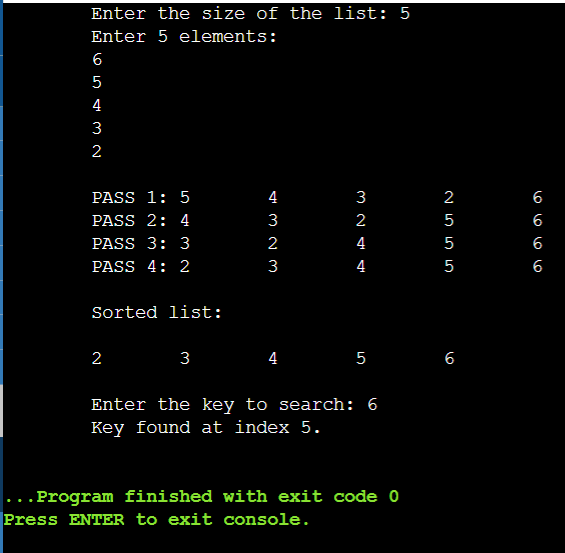 Enter the size of the list: 5
Enter 5 elements:
6
5
4
3
2
PASS 1: 5 4 3 2 6
PASS 2: 4 3 2 5 6
PASS 3: 3 2 4 5 6
PASS 4: 2 3 4 5 6
Sorted list:
2 3 4 5 6
Enter the key to search: 6
Key found at index 5.
...Program finished with exit code 0
Press ENTER to exit console.